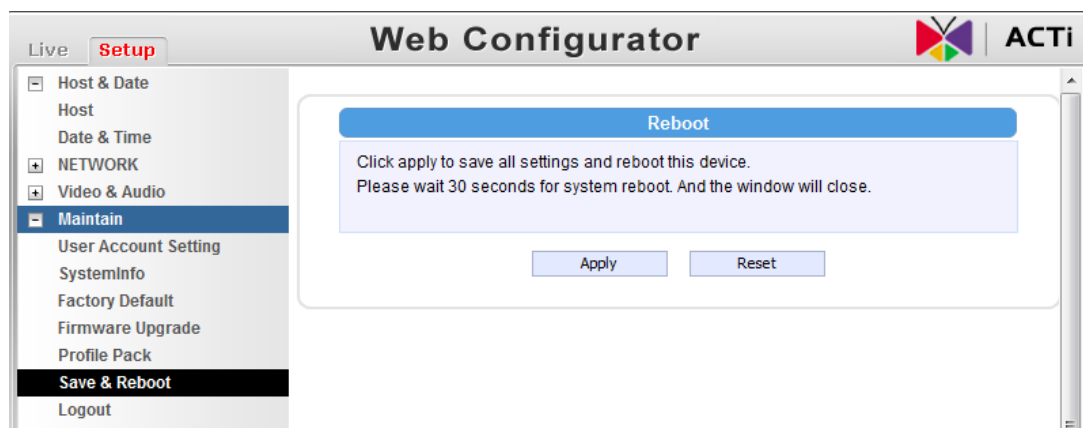 Live Setup
Web Configurator
ACTi
Host & Date
Host
Date & Time
NETWORK
Video & Audio
Maintain
User Account Setting
SystemInfo
Factory Default
Firmware Upgrade
Profile Pack
Save & Reboot
Logout
Reboot
Click apply to save all settings and reboot this device.
Please wait 30 seconds for system reboot. And the window will close.
Apply Reset